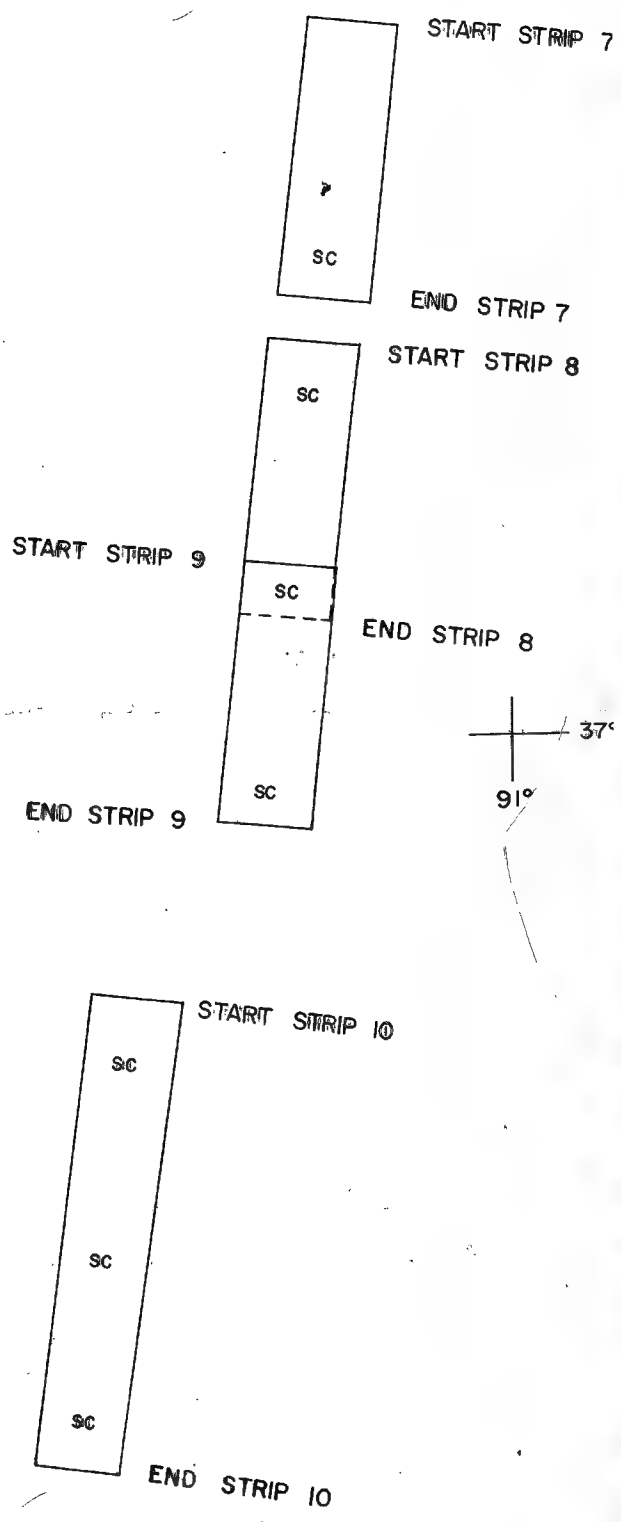 START STRIP 7
SC
END STRIP 7
START STRIP 8
SC
START STRIP 9
SC
END STRIP 8
37°
91°
SC
END STRIP 9
START STRIP 10
SC
SC
SC
END STRIP 10